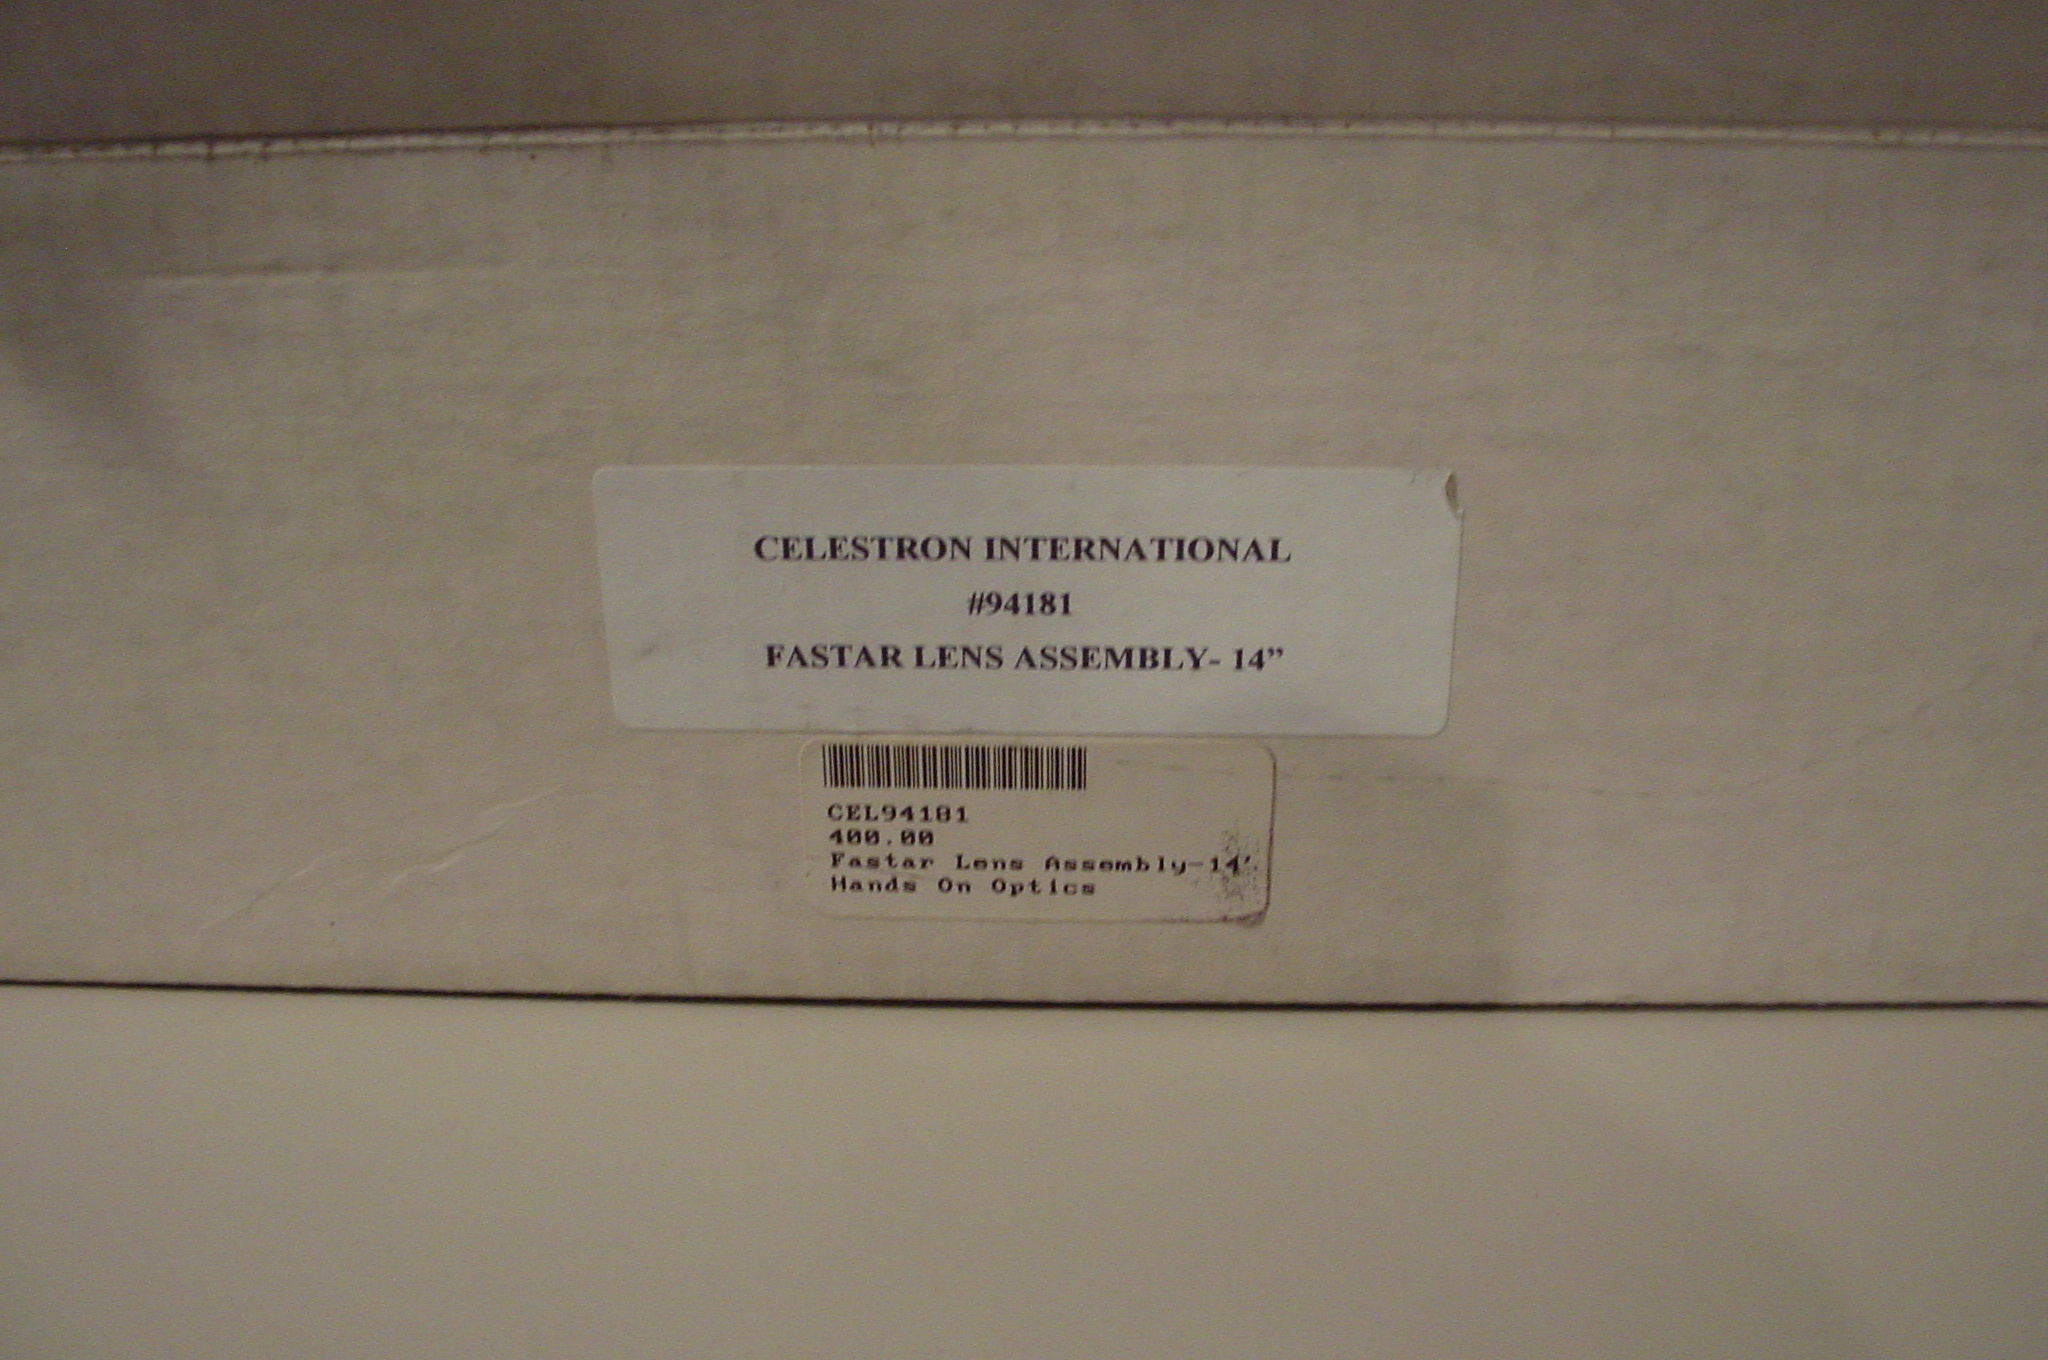 CELESTRON INTERNATIONAL
#94181
FASTAR LENS ASSEMBLY- 14”
CEL94181
400.00
Fastar Lens Assembly-14'
Hands On Optics